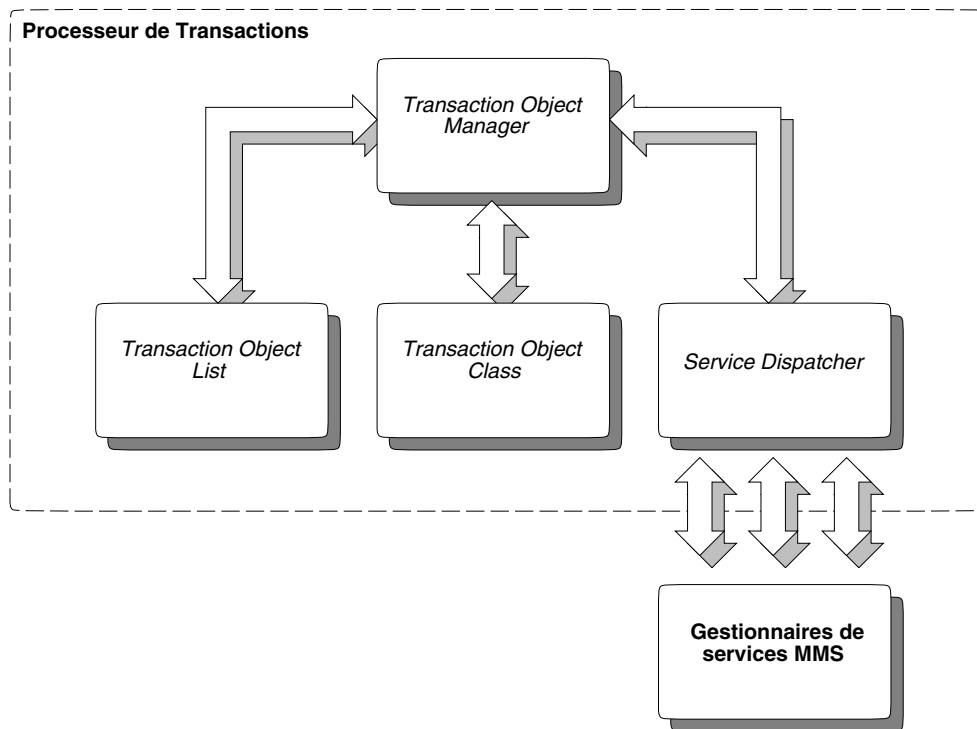 Processeur de Transactions
Transaction Object
Manager
Transaction Object
List
Transaction Object
Class
Service Dispatcher
Gestionnaires de
services MMS